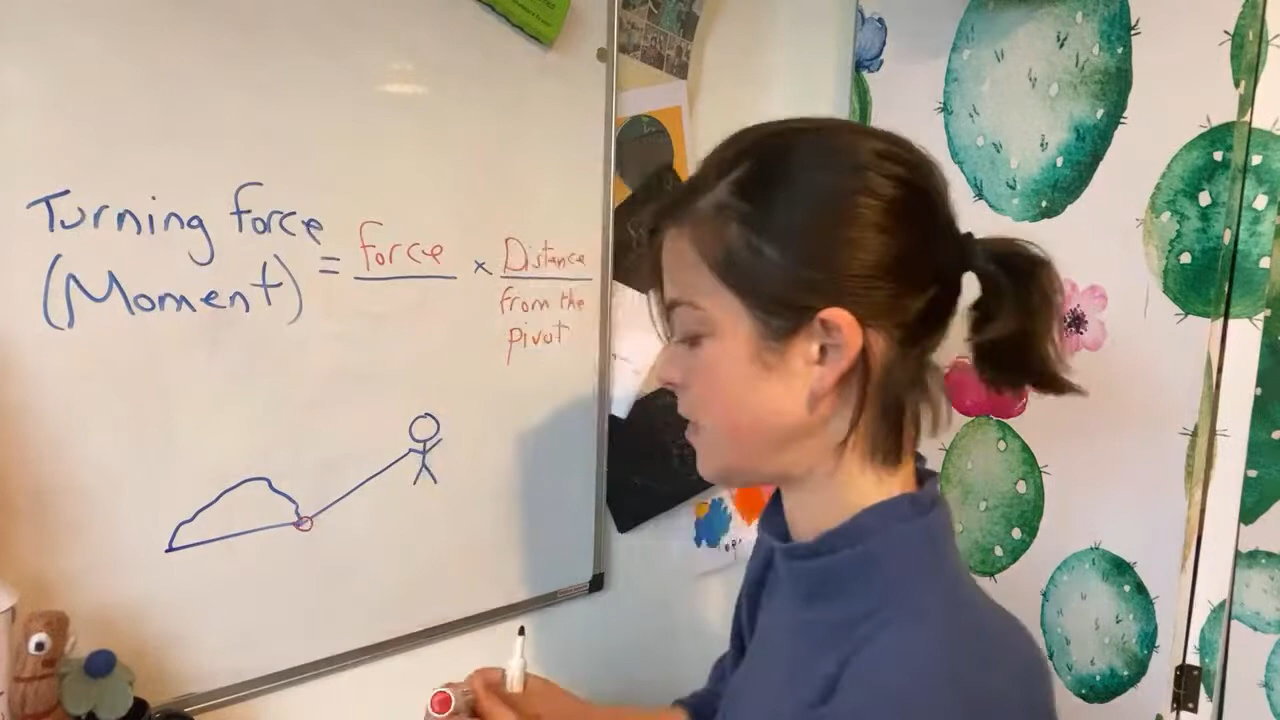 Turning force
(Moment) = force × Distance
from the
pivot